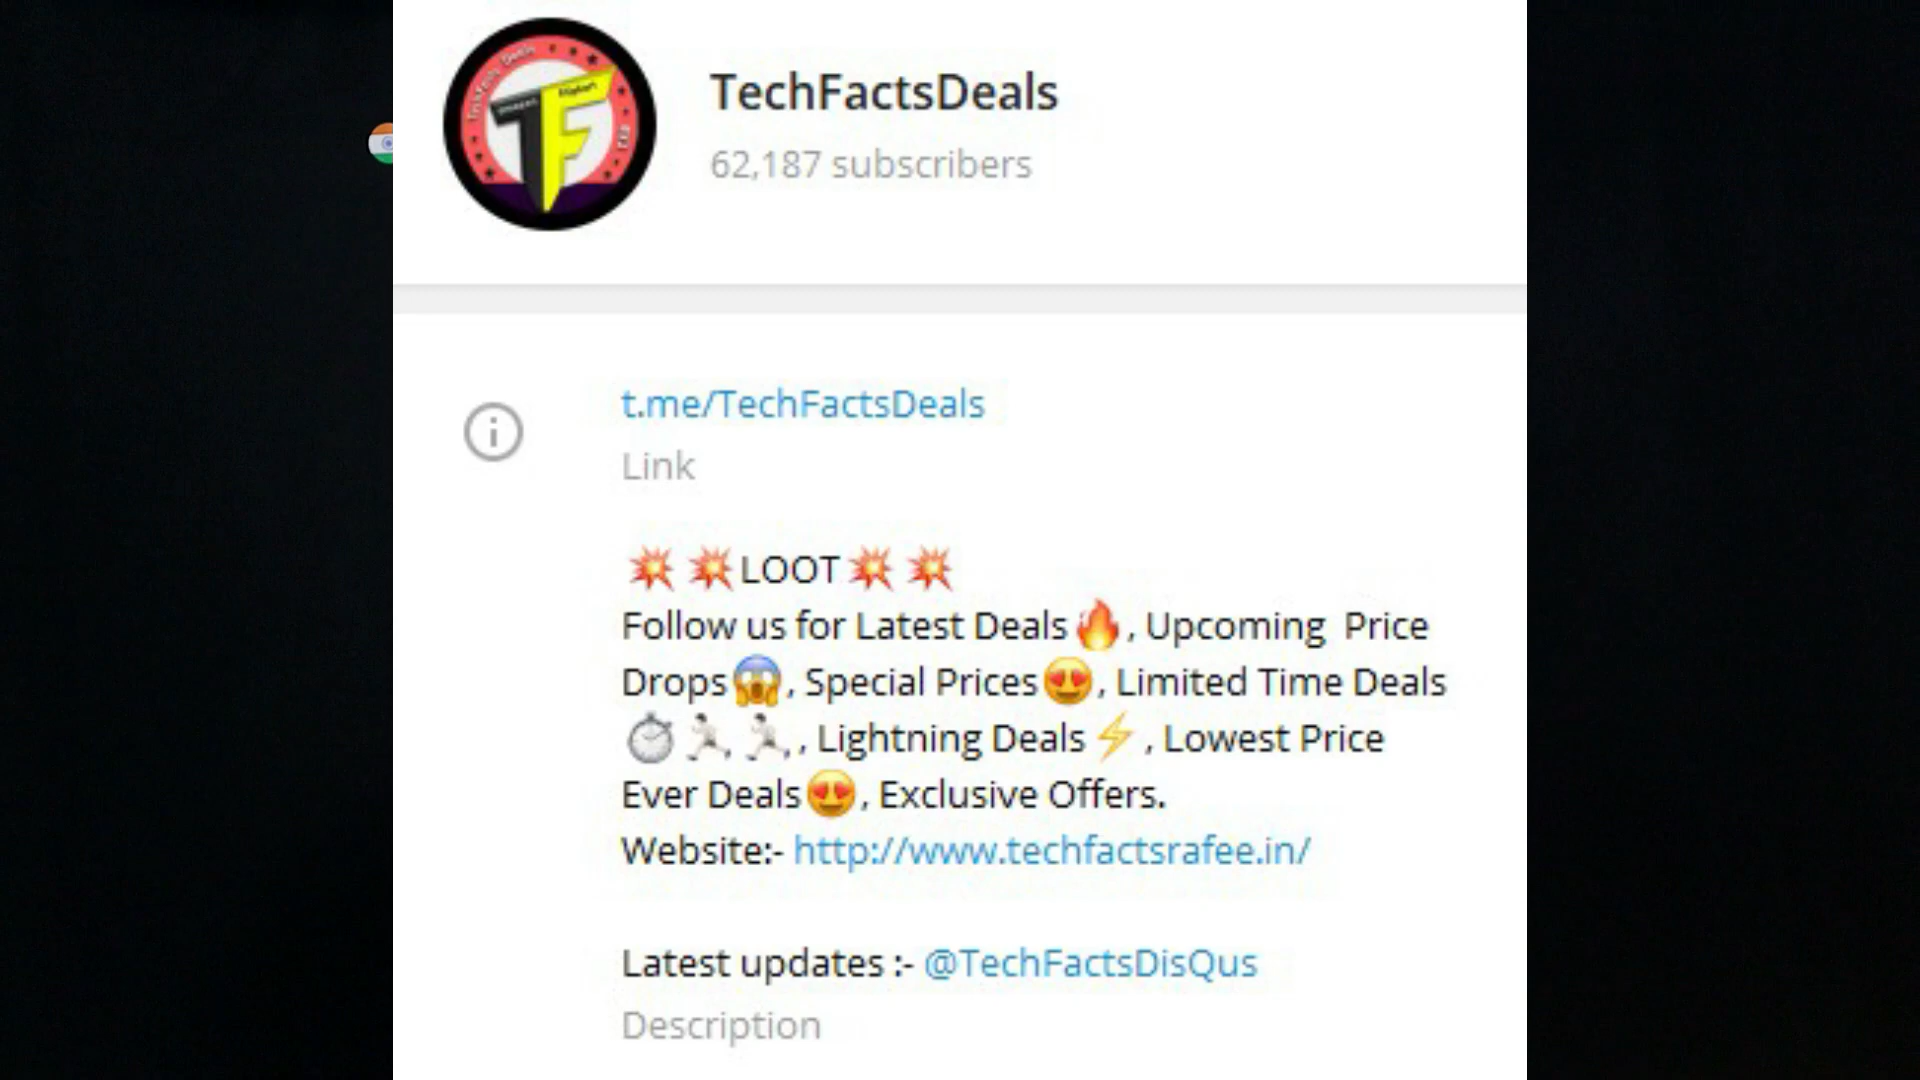 TechFactsDeals
62,187 subscribers
t.me/TechFactsDeals
Link
💥 💥LOOT💥 💥
Follow us for Latest Deals🔥, Upcoming  Price
Drops😱, Special Prices😍, Limited Time Deals
⏱🏃🏻🏃🏻, Lightning Deals⚡, Lowest Price
Ever Deals😍, Exclusive Offers.
Website:- http://www.techfactsrafee.in/
Latest updates :- @TechFactsDisQus
Description